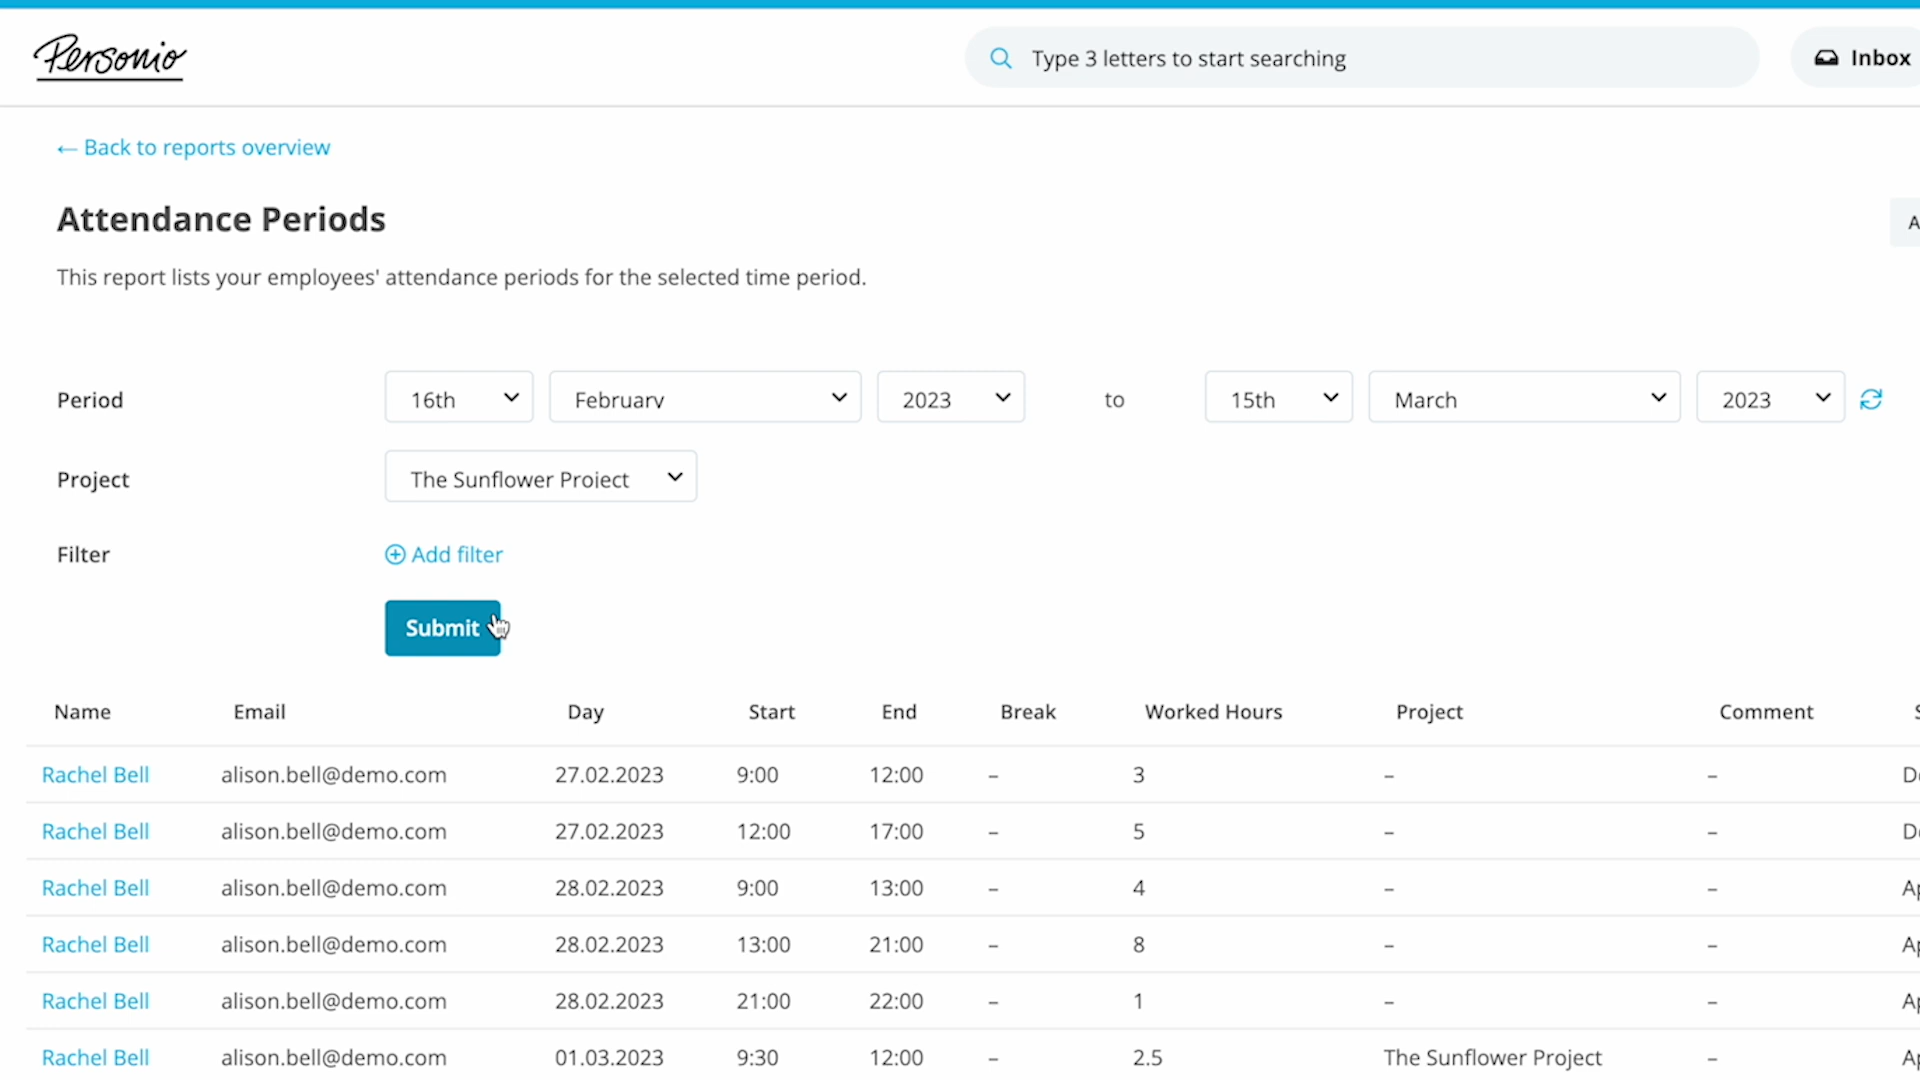 Personio
Type 3 letters to start searching
Inbox
← Back to reports overview
Attendance Periods
This report lists your employees' attendance periods for the selected time period.
Period 16th February 2023 to 15th March 2023
Project The Sunflower Project
Filter Add filter
Submit
Name Email Day Start End Break Worked Hours Project Comment
Rachel Bell alison.bell@demo.com 27.02.2023 9:00 12:00 – 3 – –
Rachel Bell alison.bell@demo.com 27.02.2023 12:00 17:00 – 5 – –
Rachel Bell alison.bell@demo.com 28.02.2023 9:00 13:00 – 4 – –
Rachel Bell alison.bell@demo.com 28.02.2023 13:00 21:00 – 8 – –
Rachel Bell alison.bell@demo.com 28.02.2023 21:00 22:00 – 1 – –
Rachel Bell alison.bell@demo.com 01.03.2023 9:30 12:00 – 2.5 The Sunflower Project –